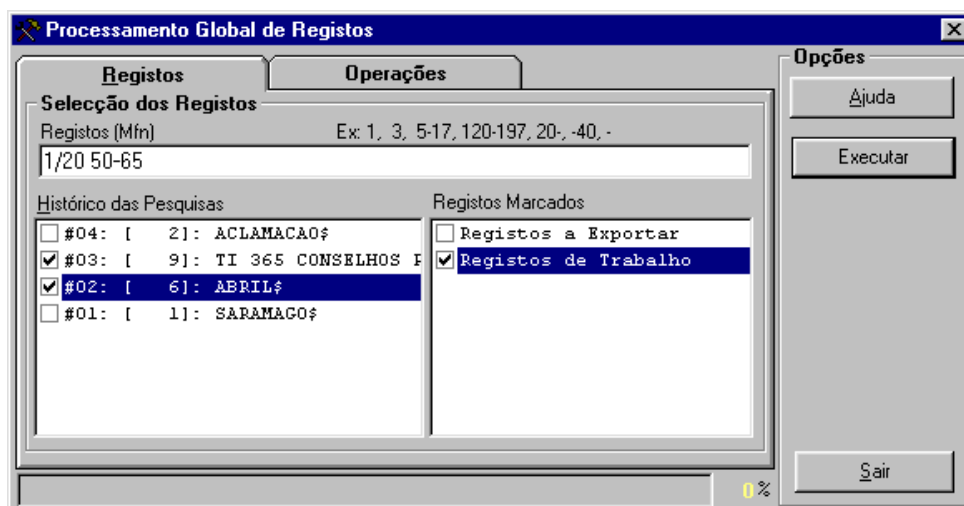 Processamento Global de Registos
Registos Operações
Selecção dos Registos
Registos (Mfn) Ex: 1, 3, 5-17, 120-197, 20-, -40, -
1/20 50-65
Histórico das Pesquisas
#04: [ 2]: ACLAMACAO$
#03: [ 9]: TI 365 CONSELHOS P
#02: [ 6]: ABRIL$
#01: [ 1]: SARAMAGO$
Registos Marcados
Registos a Exportar
Registos de Trabalho
0%
Opções
Ajuda
Executar
Sair